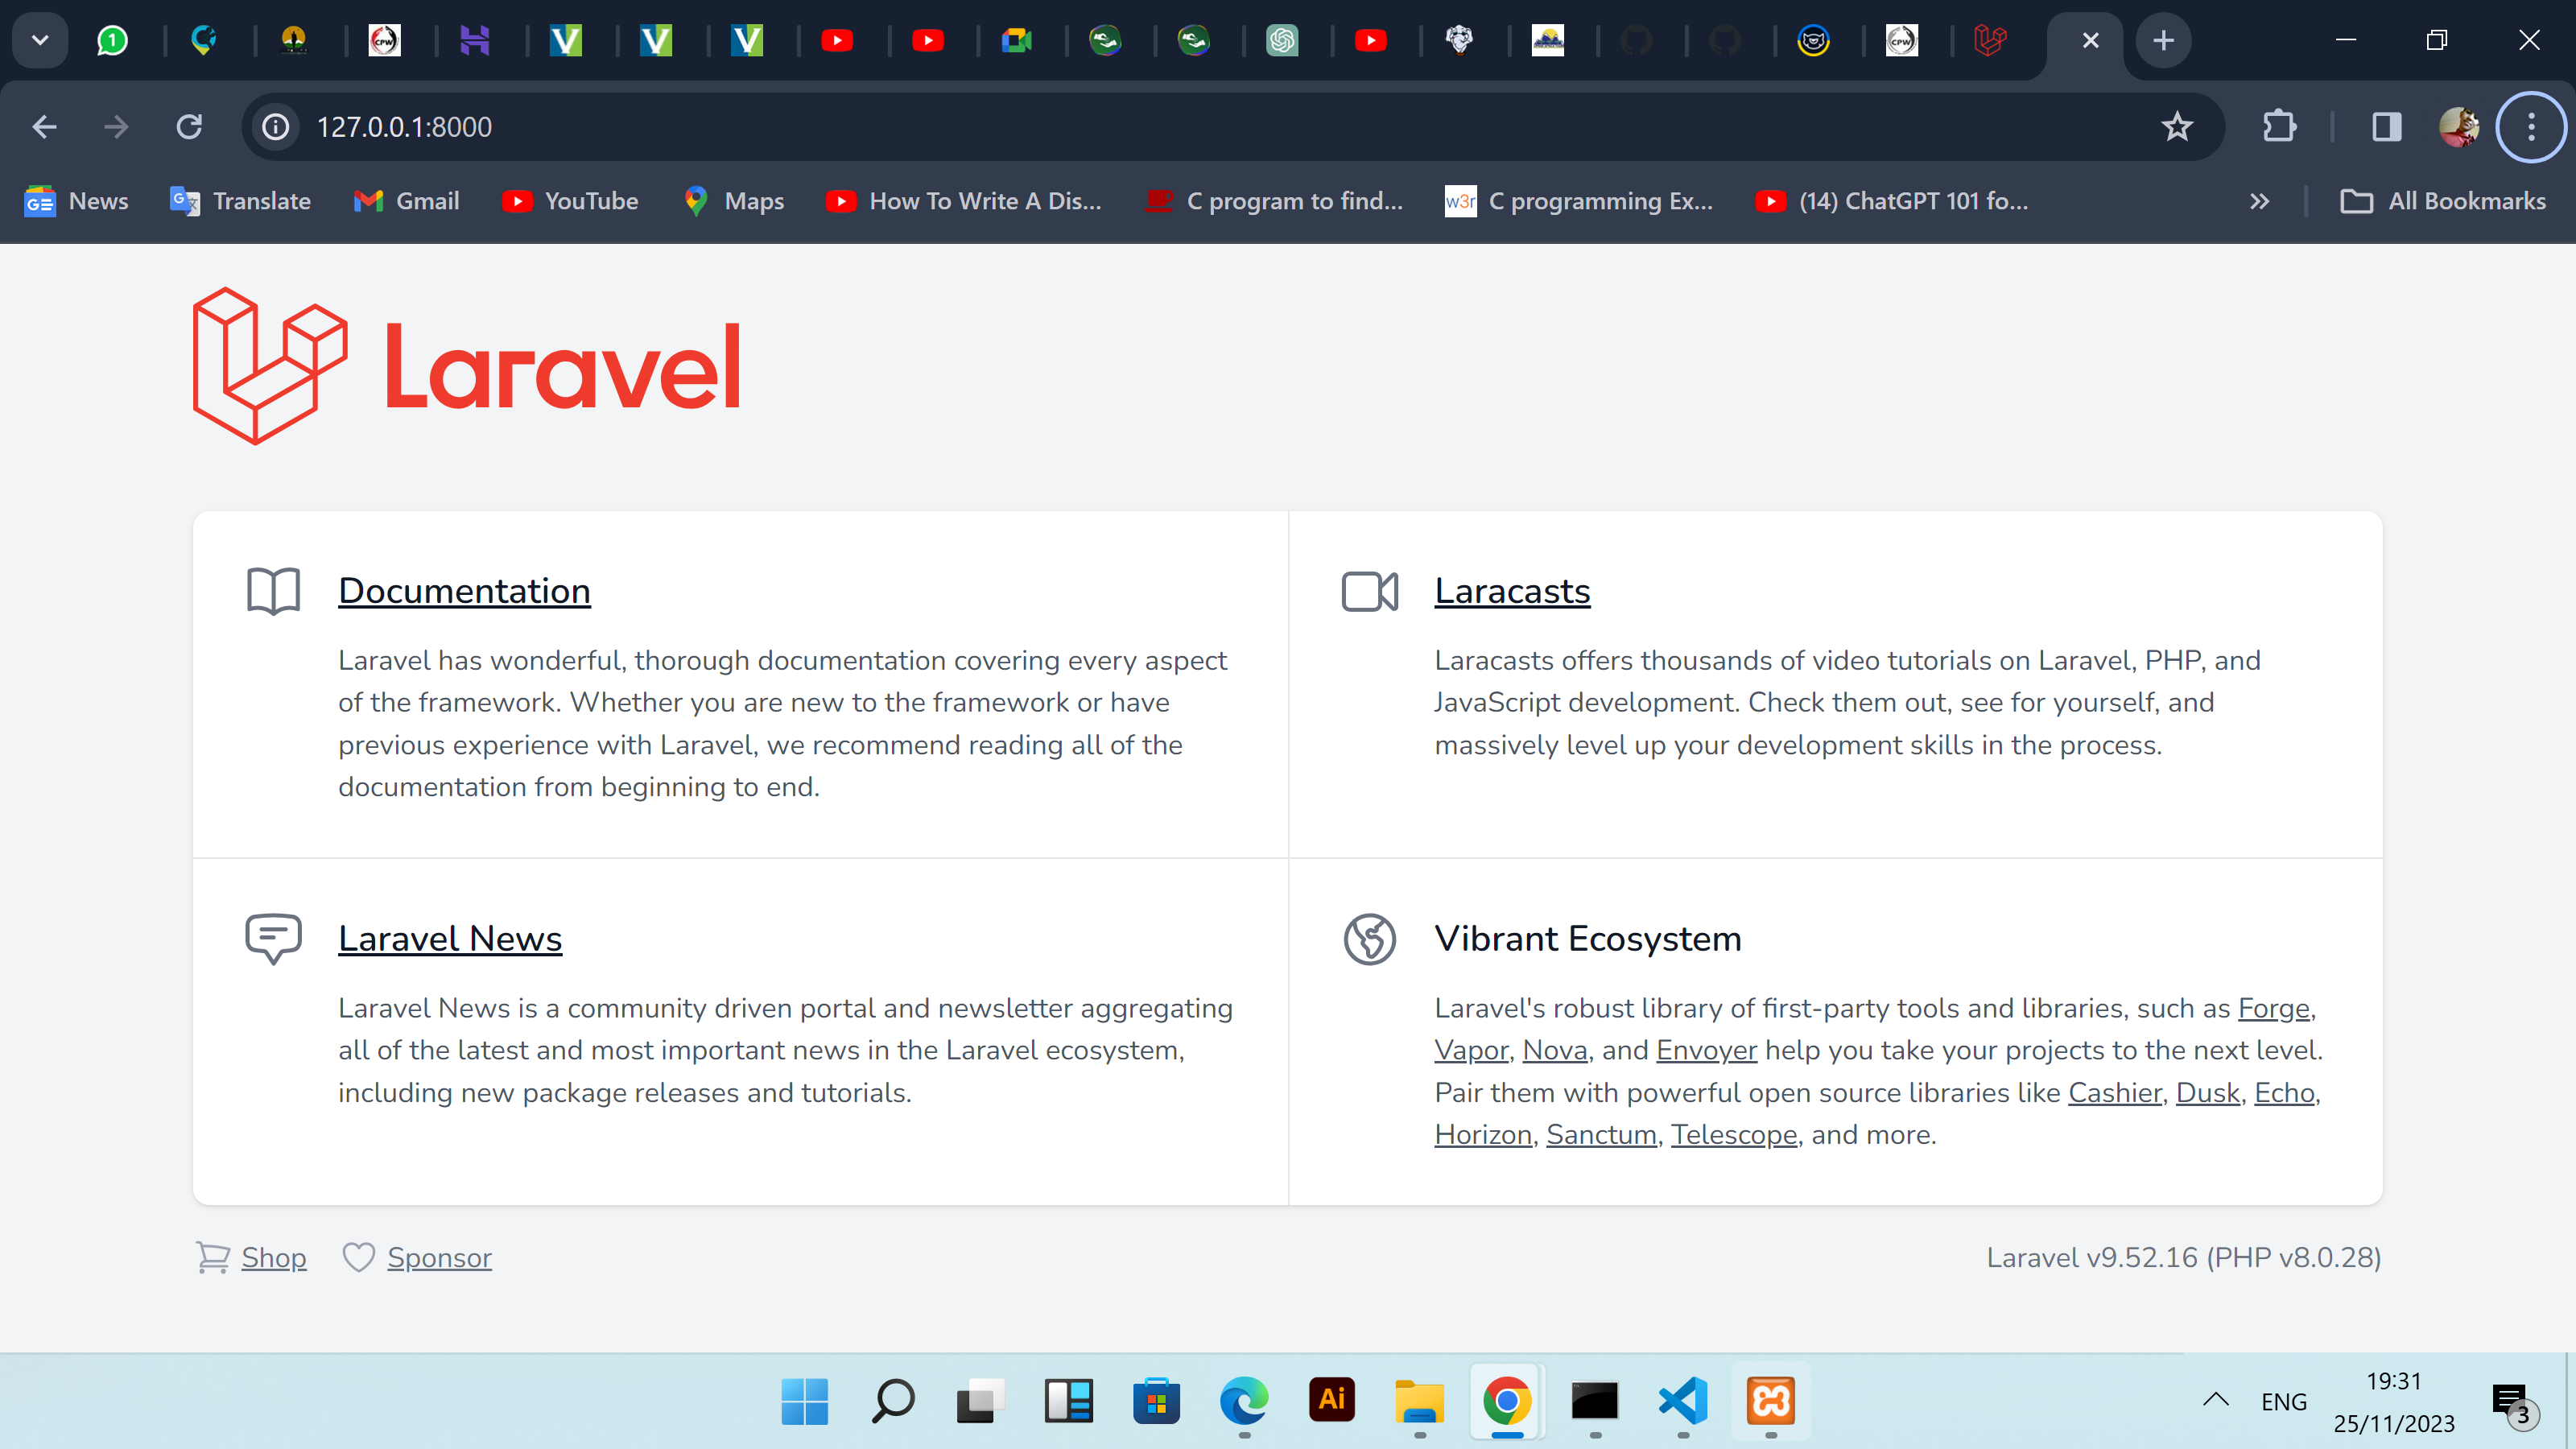 1
127.0.0.1:8000
News
Translate
Gmail
YouTube
Maps
How To Write A Dis...
C program to find...
w3r
C programming Ex...
(14) ChatGPT 101 fo...
All Bookmarks
Laravel
Documentation
Laravel has wonderful, thorough documentation covering every aspect
of the framework. Whether you are new to the framework or have
previous experience with Laravel, we recommend reading all of the
documentation from beginning to end.
Laracasts
Laracasts offers thousands of video tutorials on Laravel, PHP, and
JavaScript development. Check them out, see for yourself, and
massively level up your development skills in the process.
Laravel News
Laravel News is a community driven portal and newsletter aggregating
all of the latest and most important news in the Laravel ecosystem,
including new package releases and tutorials.
Vibrant Ecosystem
Laravel's robust library of first-party tools and libraries, such as Forge,
Vapor, Nova, and Envoyer help you take your projects to the next level.
Pair them with powerful open source libraries like Cashier, Dusk, Echo,
Horizon, Sanctum, Telescope, and more.
Shop
Sponsor
Laravel v9.52.16 (PHP v8.0.28)
Ai
ENG
19:31
25/11/2023
3